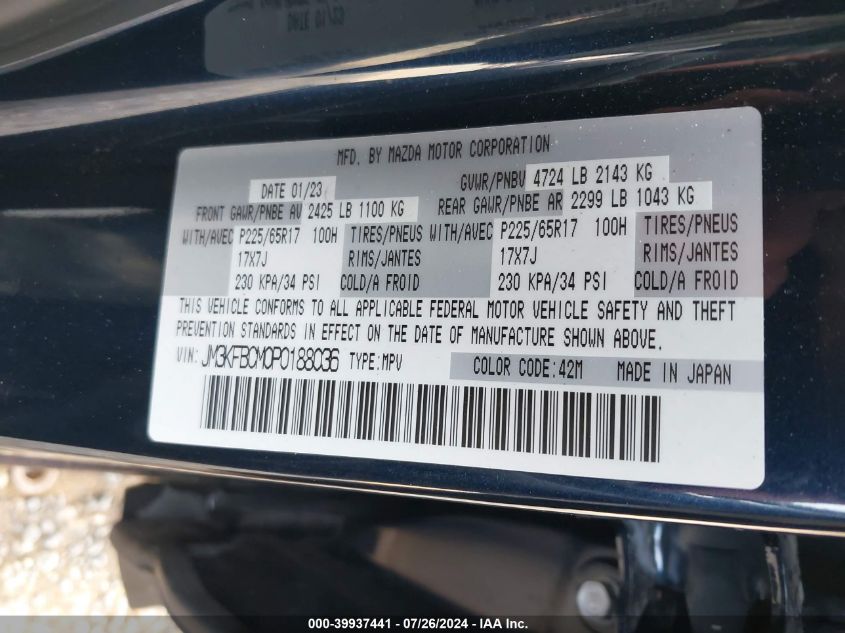 MFD. BY MAZDA MOTOR CORPORATION
DATE 01/23 GVWR/PNBV 4724 LB 2143 KG
FRONT GAWR/PNBE AV 2425 LB 1100 KG REAR GAWR/PNBE AR 2299 LB 1043 KG
WITH/AVEC P225/65R17 100H TIRES/PNEUS WITH/AVEC P225/65R17 100H TIRES/PNEUS
17X7J RIMS/JANTES 17X7J RIMS/JANTES
230 KPA/34 PSI COLD/A FROID 230 KPA/34 PSI COLD/A FROID
THIS VEHICLE CONFORMS TO ALL APPLICABLE FEDERAL MOTOR VEHICLE SAFETY AND THEFT
PREVENTION STANDARDS IN EFFECT ON THE DATE OF MANUFACTURE SHOWN ABOVE.
VIN: JM3KFBCM0P0188036 TYPE:MPV COLOR CODE:42M MADE IN JAPAN
000-39937441 - 07/26/2024 - IAA Inc.